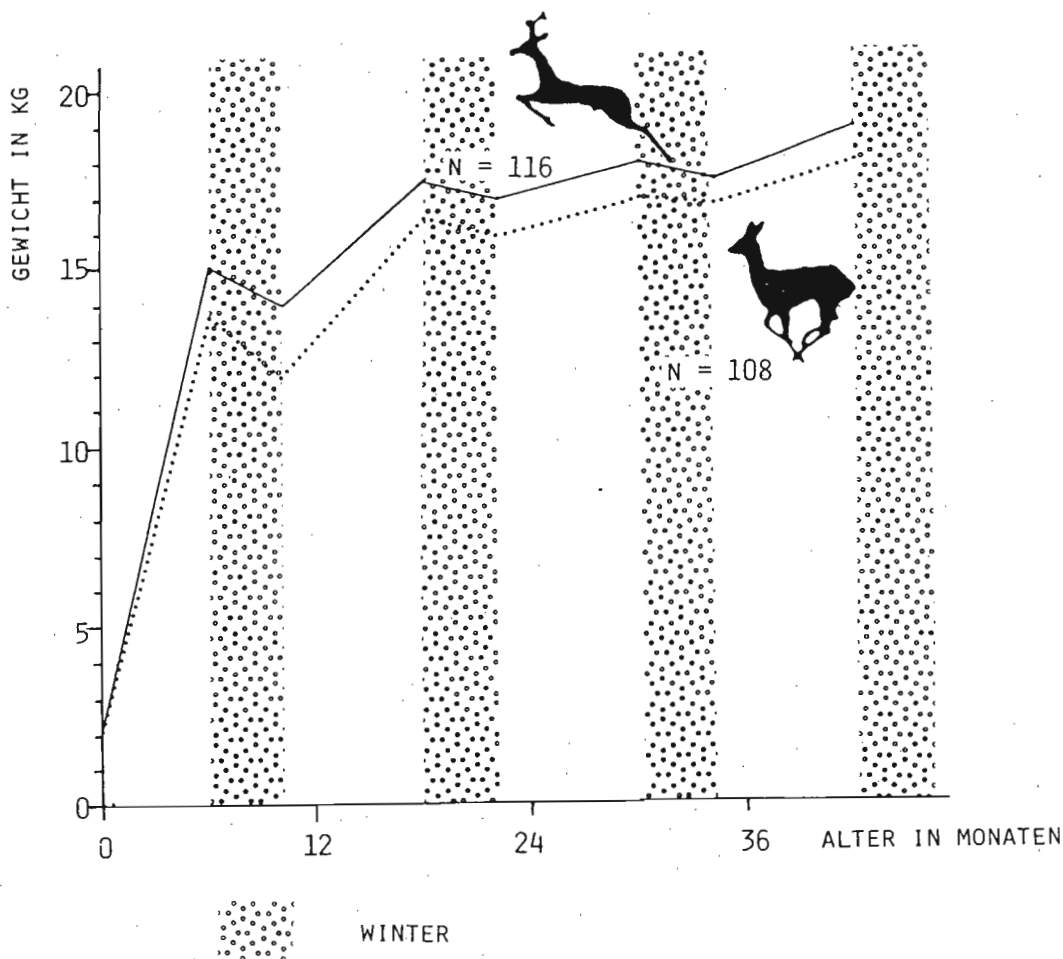 GEWICHT IN KG
20
15
10
5
0
N = 116
N = 108
0 12 24 36 ALTER IN MONATEN
WINTER